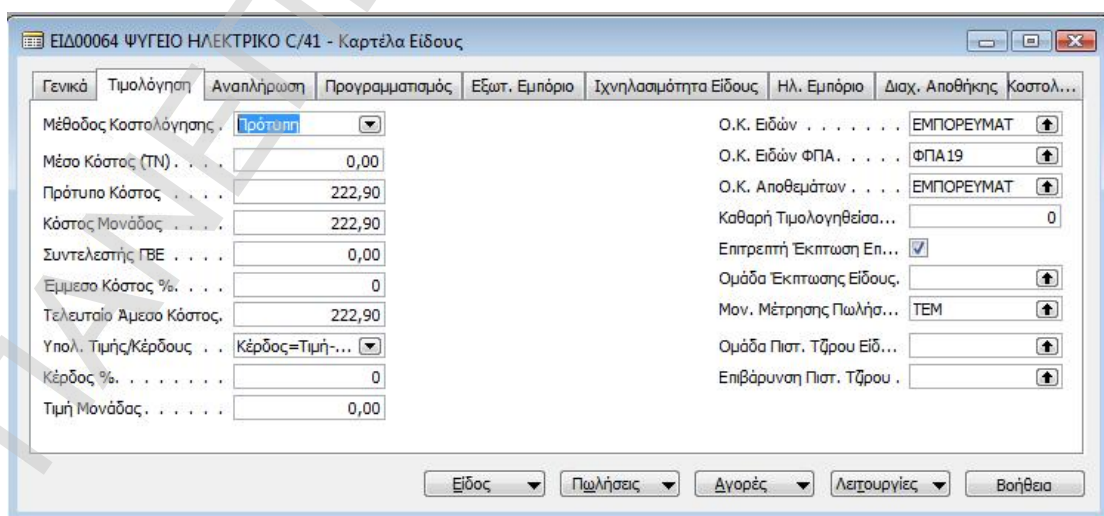 ΕΙΔ00064 ΨΥΓΕΙΟ ΗΛΕΚΤΡΙΚΟ C/41 - Καρτέλα Είδους
Γενικά Τιμολόγηση Αναπλήρωση Προγραμματισμός Εξωτ. Εμπόριο Ιχνηλασιμότητα Είδους Ηλ. Εμπόριο Διαχ. Αποθήκης Κοστολ...
Μέθοδος Κοστολόγησης . Πρότυπη
Μέσο Κόστος (ΤΝ) . . . . 0,00
Πρότυπο Κόστος . . . . 222,90
Κόστος Μονάδος . . . . 222,90
Συντελεστής ΓΒΕ . . . . 0,00
Έμμεσο Κόστος %. . . . 0
Τελευταίο Άμεσο Κόστος. 222,90
Υπολ. Τιμής/Κέρδους . . Κέρδος=Τιμή-...
Κέρδος %. . . . . . . . 0
Τιμή Μονάδας. . . . . . 0,00
Ο.Κ. Ειδών . . . . . . . ΕΜΠΟΡΕΥΜΑΤ
Ο.Κ. Ειδών ΦΠΑ. . . . . ΦΠΑ19
Ο.Κ. Αποθεμάτων . . . . ΕΜΠΟΡΕΥΜΑΤ
Καθαρή Τιμολογηθείσα... 0
Επιτρεπτή Έκπτωση Επ...
Ομάδα Έκπτωσης Είδους.
Μον. Μέτρησης Πωλήσ... ΤΕΜ
Ομάδα Πιστ. Τζίρου Είδ...
Επιβάρυνση Πιστ. Τζίρου .
Είδος Πωλήσεις Αγορές Λειτουργίες Βοήθεια